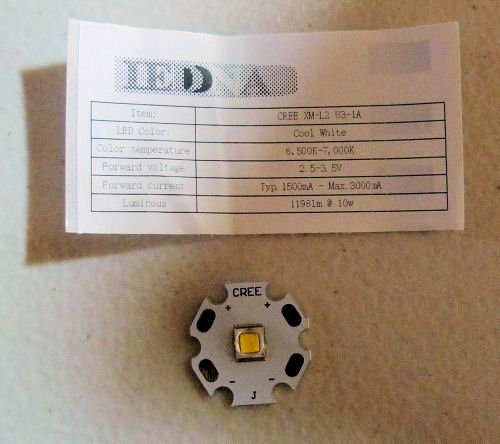 LEDDNA
Item: CREE XM-L2 U3-1A
LED Color: Cool White
Color temperature 6,500K-7,000K
Forward voltage 2.5-3.5V
Forward current Typ.1500mA - Max.3000mA
Luminous 1198lm @ 10w
CREE
+ +
- -
J